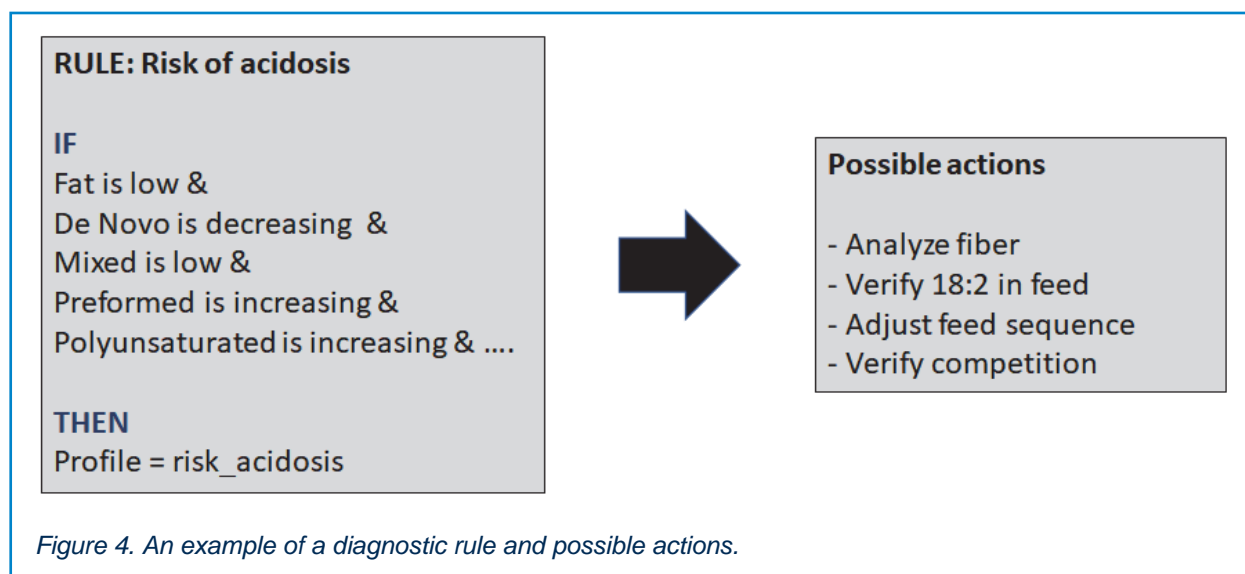 RULE: Risk of acidosis
IF
Fat is low &
De Novo is decreasing &
Mixed is low &
Preformed is increasing &
Polyunsaturated is increasing & ....
THEN
Profile = risk_acidosis
Possible actions
- Analyze fiber
- Verify 18:2 in feed
- Adjust feed sequence
- Verify competition
Figure 4. An example of a diagnostic rule and possible actions.